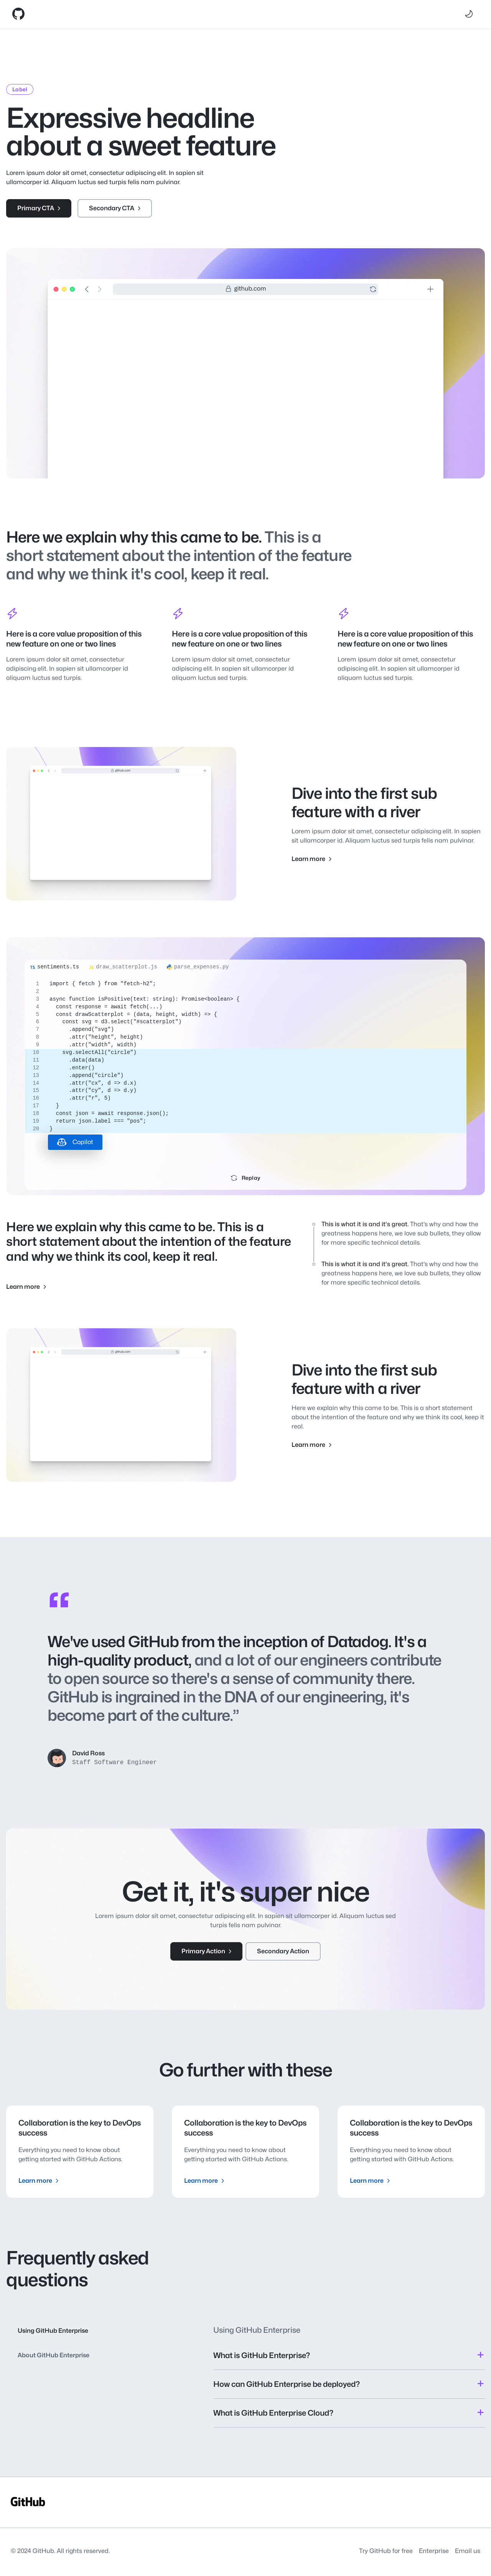 Label
Expressive headline
about a sweet feature
Lorem ipsum dolor sit amet, consectetur adipiscing elit. In sapien sit
ullamcorper id. Aliquam luctus sed turpis felis nam pulvinar.
Primary CTA
Secondary CTA
github.com
Here we explain why this came to be. This is a
short statement about the intention of the feature
and why we think it's cool, keep it real.
Here is a core value proposition of this
new feature on one or two lines
Lorem ipsum dolor sit amet, consectetur
adipiscing elit. In sapien sit ullamcorper id
aliquam luctus sed turpis.
Here is a core value proposition of this
new feature on one or two lines
Lorem ipsum dolor sit amet, consectetur
adipiscing elit. In sapien sit ullamcorper id
aliquam luctus sed turpis.
Here is a core value proposition of this
new feature on one or two lines
Lorem ipsum dolor sit amet, consectetur
adipiscing elit. In sapien sit ullamcorper id
aliquam luctus sed turpis.
github.com
Dive into the first sub
feature with a river
Lorem ipsum dolor sit amet, consectetur adipiscing elit. In sapien
sit ullamcorper id. Aliquam luctus sed turpis felis nam pulvinar.
Learn more
TS sentiments.ts draw_scatterplot.js parse_expenses.py
1 import { fetch } from "fetch-h2";
2
3 async function isPositive(text: string): Promise<boolean> {
4 const response = await fetch(...)
5 const drawScatterplot = (data, height, width) => {
6 const svg = d3.select("#scatterplot")
7 .append("svg")
8 .attr("height", height)
9 .attr("width", width)
10 svg.selectAll("circle")
11 .data(data)
12 .enter()
13 .append("circle")
14 .attr("cx", d => d.x)
15 .attr("cy", d => d.y)
16 .attr("r", 5)
17 }
18 const json = await response.json();
19 return json.label === "pos";
20 }
Copilot
Replay
Here we explain why this came to be. This is a
short statement about the intention of the feature
and why we think its cool, keep it real.
Learn more
This is what it is and it's great. That's why and how the
greatness happens here, we love sub bullets, they allow
for more specific technical details.
This is what it is and it's great. That's why and how the
greatness happens here, we love sub bullets, they allow
for more specific technical details.
github.com
Dive into the first sub
feature with a river
Here we explain why this came to be. This is a short statement
about the intention of the feature and why we think its cool, keep it
real.
Learn more
“
We've used GitHub from the inception of Datadog. It's a
high-quality product, and a lot of our engineers contribute
to open source so there's a sense of community there.
GitHub is ingrained in the DNA of our engineering, it's
become part of the culture.”
David Ross
Staff Software Engineer
Get it, it's super nice
Lorem ipsum dolor sit amet, consectetur adipiscing elit. In sapien sit ullamcorper id. Aliquam luctus sed
turpis felis nam pulvinar.
Primary Action
Secondary Action
Go further with these
Collaboration is the key to DevOps
success
Everything you need to know about
getting started with GitHub Actions.
Learn more
Collaboration is the key to DevOps
success
Everything you need to know about
getting started with GitHub Actions.
Learn more
Collaboration is the key to DevOps
success
Everything you need to know about
getting started with GitHub Actions.
Learn more
Frequently asked
questions
Using GitHub Enterprise
About GitHub Enterprise
Using GitHub Enterprise
What is GitHub Enterprise?
How can GitHub Enterprise be deployed?
What is GitHub Enterprise Cloud?
GitHub
© 2024 GitHub. All rights reserved.
Try GitHub for free Enterprise Email us